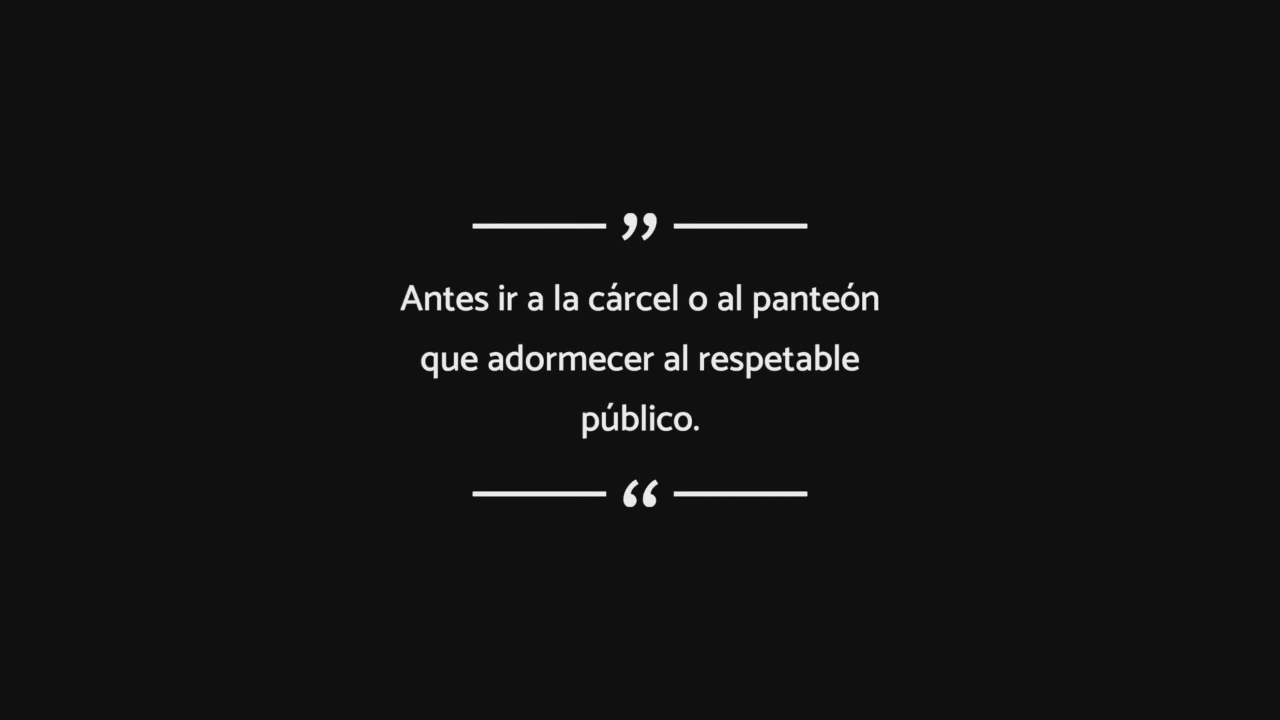 ”
Antes ir a la cárcel o al panteón
que adormecer al respetable
público.
“